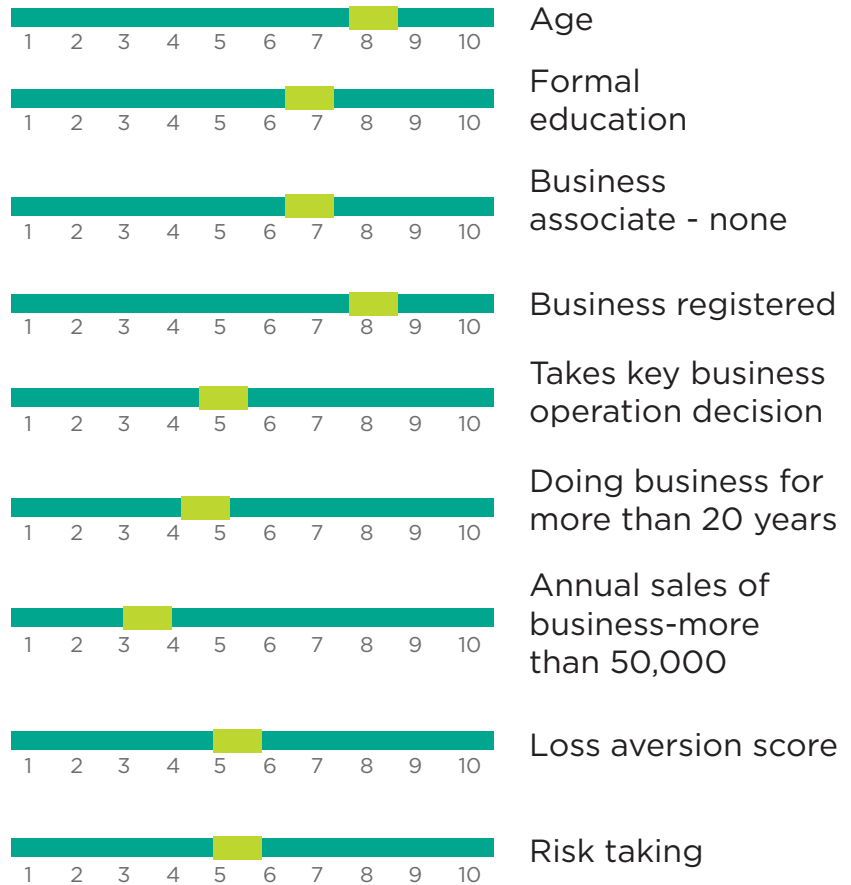 Age
1 2 3 4 5 6 7 8 9 10
Formal
education
1 2 3 4 5 6 7 8 9 10
Business
associate - none
1 2 3 4 5 6 7 8 9 10
Business registered
1 2 3 4 5 6 7 8 9 10
Takes key business
operation decision
1 2 3 4 5 6 7 8 9 10
Doing business for
more than 20 years
1 2 3 4 5 6 7 8 9 10
Annual sales of
business-more
than 50,000
1 2 3 4 5 6 7 8 9 10
Loss aversion score
1 2 3 4 5 6 7 8 9 10
Risk taking
1 2 3 4 5 6 7 8 9 10